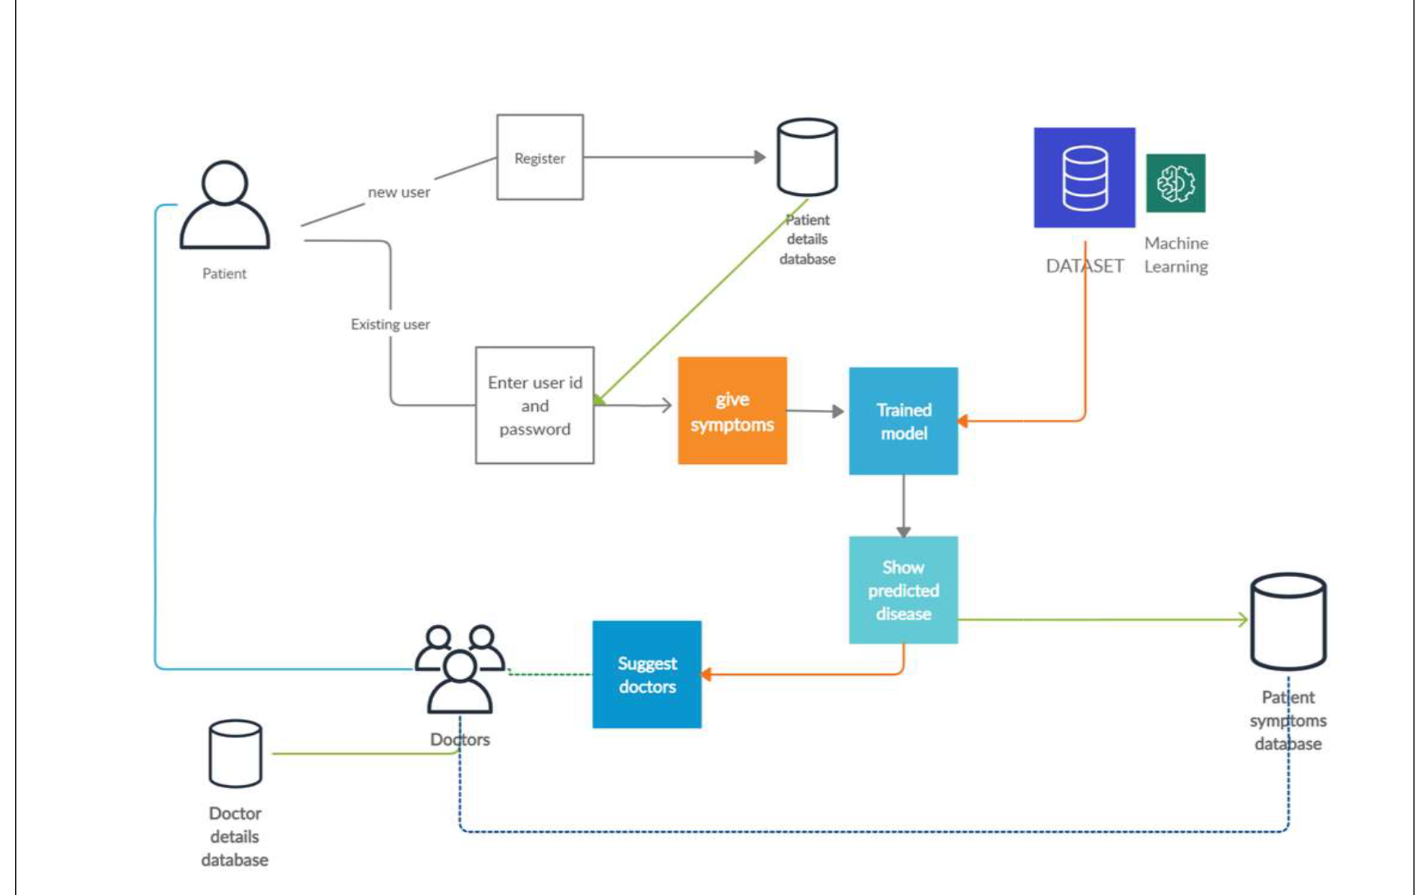 Register
new user
Patient
details
database
Patient
DATASET
Machine
Learning
Existing user
Enter user id
and
password
give
symptoms
Trained
model
Show
predicted
disease
Suggest
doctors
Doctors
Patient
symptoms
database
Doctor
details
database